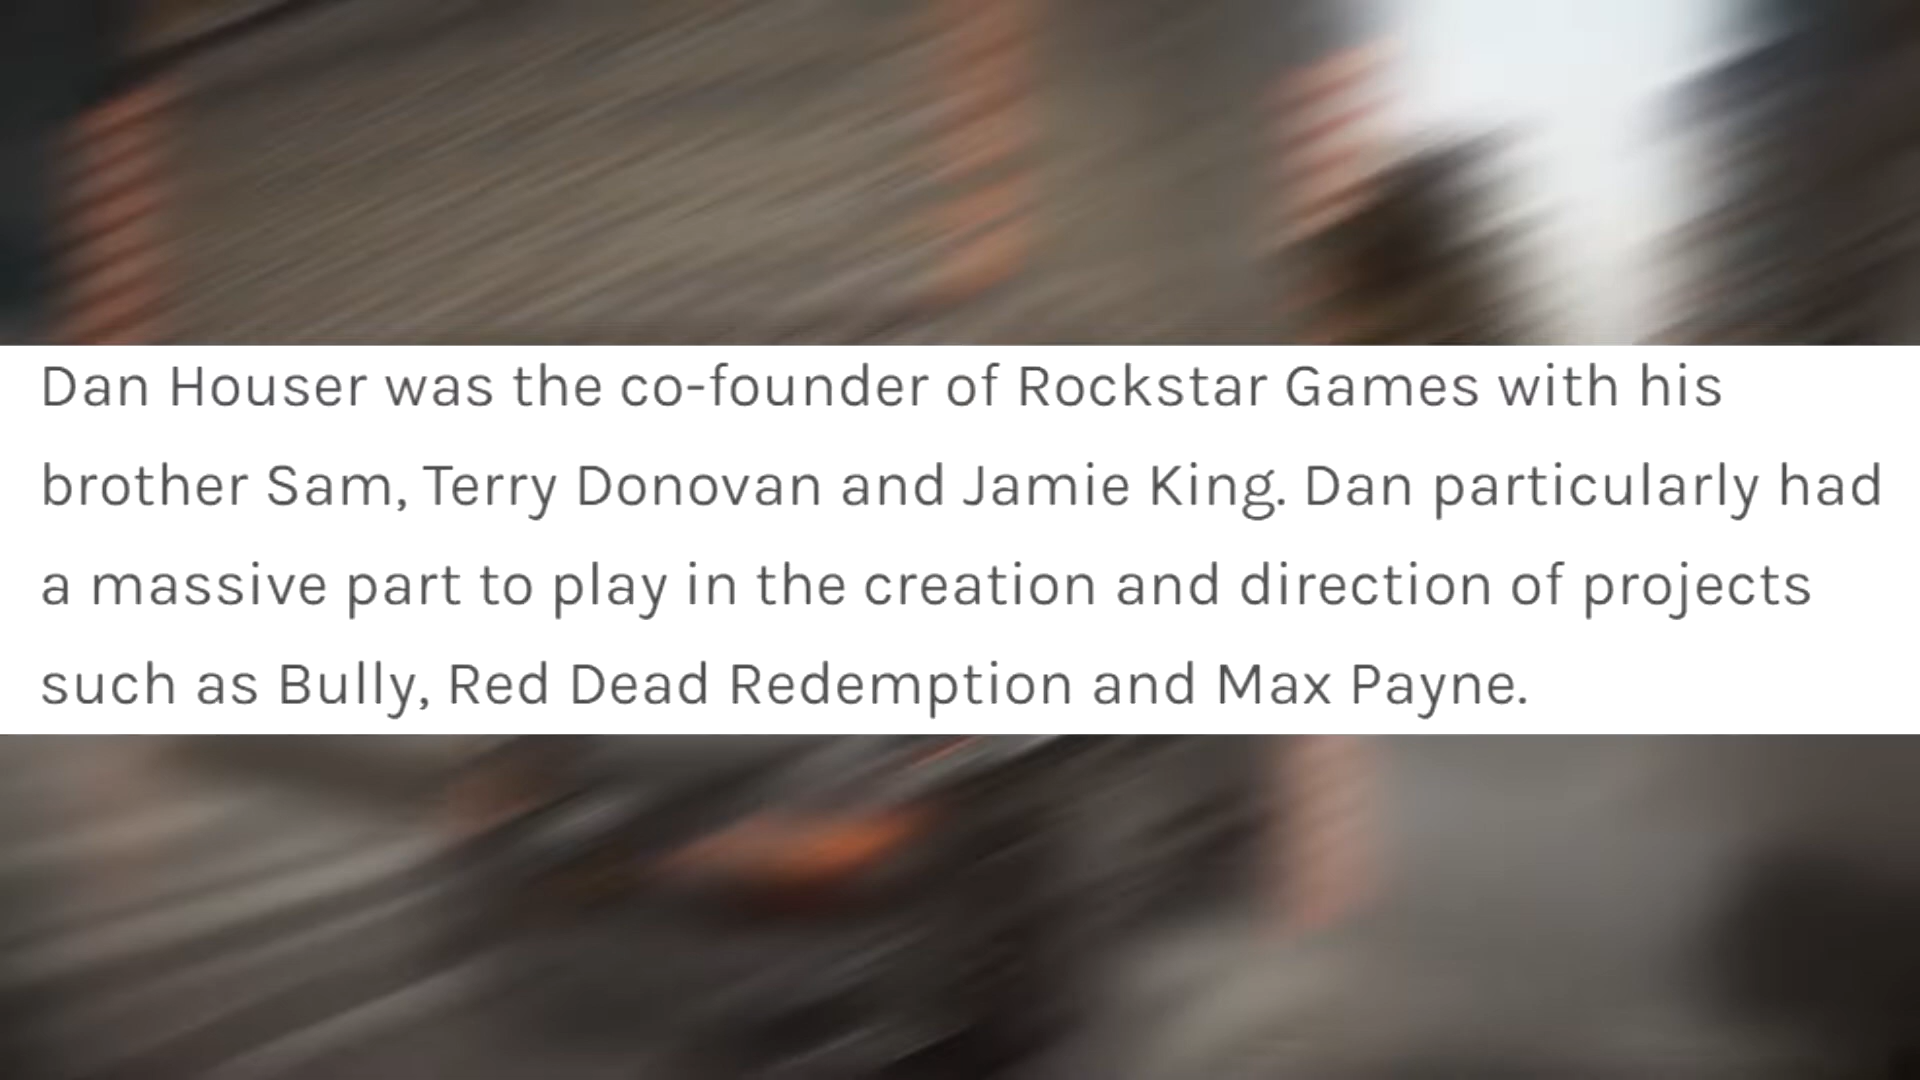 Dan Houser was the co-founder of Rockstar Games with his
brother Sam, Terry Donovan and Jamie King. Dan particularly had
a massive part to play in the creation and direction of projects
such as Bully, Red Dead Redemption and Max Payne.